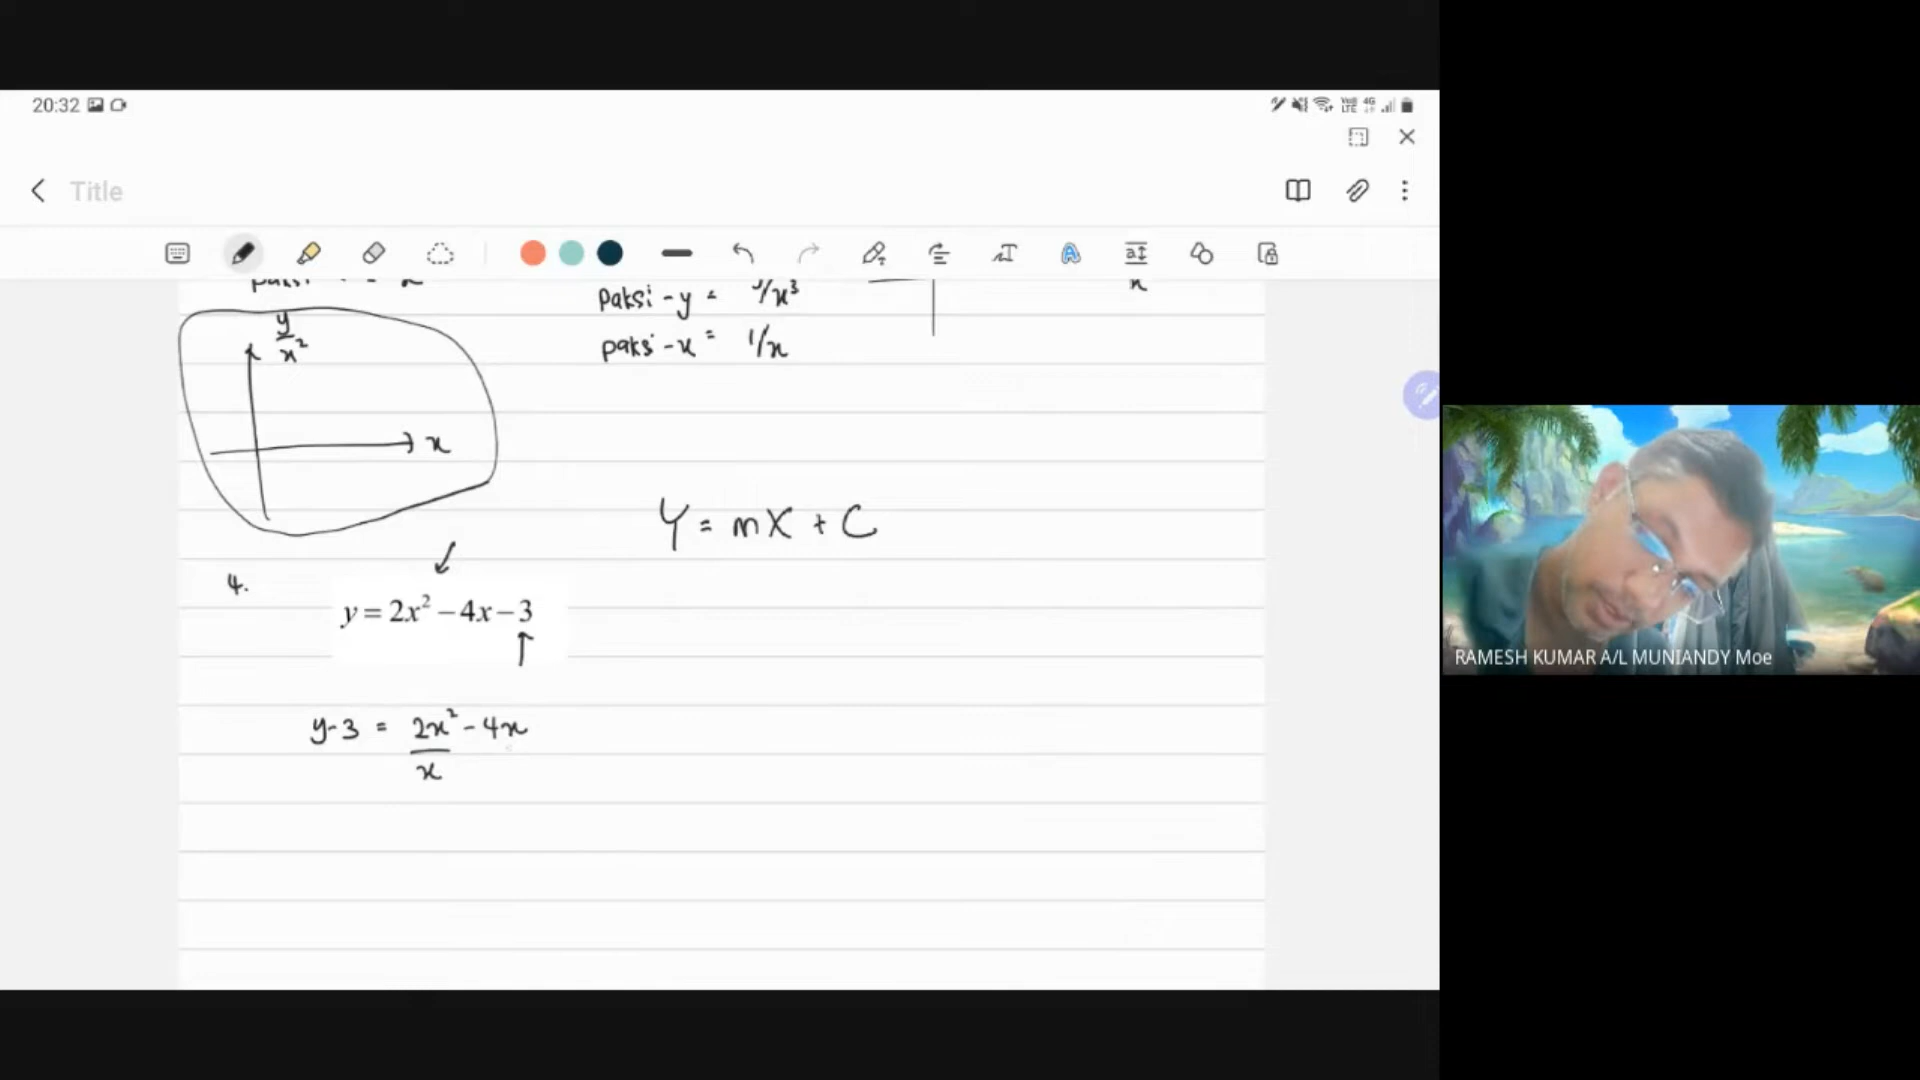 20:32
Title
y/x²
x
Paksi - y = y/x³
paksi - x = 1/x
x
Y = mX + C
4.
y = 2x² − 4x − 3
y - 3 = 2x² - 4x
x
RAMESH KUMAR A/L MUNIANDY Moe